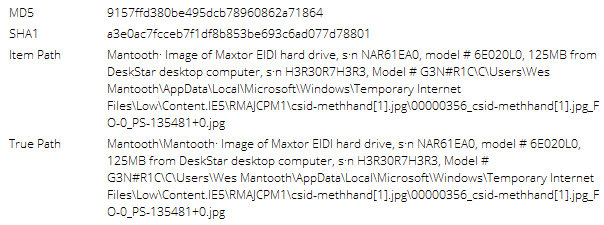 MD5 9157ffd380be495dcb78960862a71864
SHA1 a3e0ac7fcceb7f1df8b853be693c6ad077d78801
Item Path Mantooth· Image of Maxtor EIDI hard drive, s·n NAR61EA0, model # 6E020L0, 125MB from
DeskStar desktop computer, s·n H3R30R7H3R3, Model # G3N#R1C\C\Users\Wes
Mantooth\AppData\Local\Microsoft\Windows\Temporary Internet
Files\Low\Content.IE5\RMAJCPM1\csid-methhand[1].jpg\00000356_csid-methhand[1].jpg_F
O-0_PS-135481+0.jpg
True Path Mantooth\Mantooth· Image of Maxtor EIDI hard drive, s·n NAR61EA0, model # 6E020L0,
125MB from DeskStar desktop computer, s·n H3R30R7H3R3, Model #
G3N#R1C\C\Users\Wes Mantooth\AppData\Local\Microsoft\Windows\Temporary Internet
Files\Low\Content.IE5\RMAJCPM1\csid-methhand[1].jpg\00000356_csid-methhand[1].jpg_F
O-0_PS-135481+0.jpg